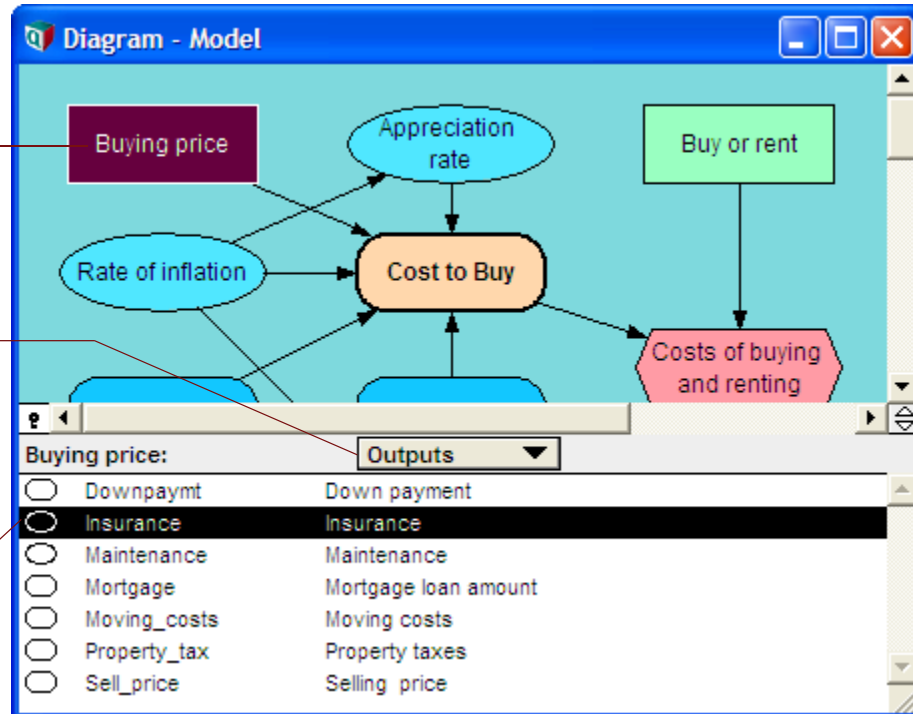 Diagram - Model
Buying price
Appreciation
rate
Buy or rent
Rate of inflation
Cost to Buy
Costs of buying
and renting
Buying price:
Outputs
Downpaymt Down payment
Insurance Insurance
Maintenance Maintenance
Mortgage Mortgage loan amount
Moving_costs Moving costs
Property_tax Property taxes
Sell_price Selling price